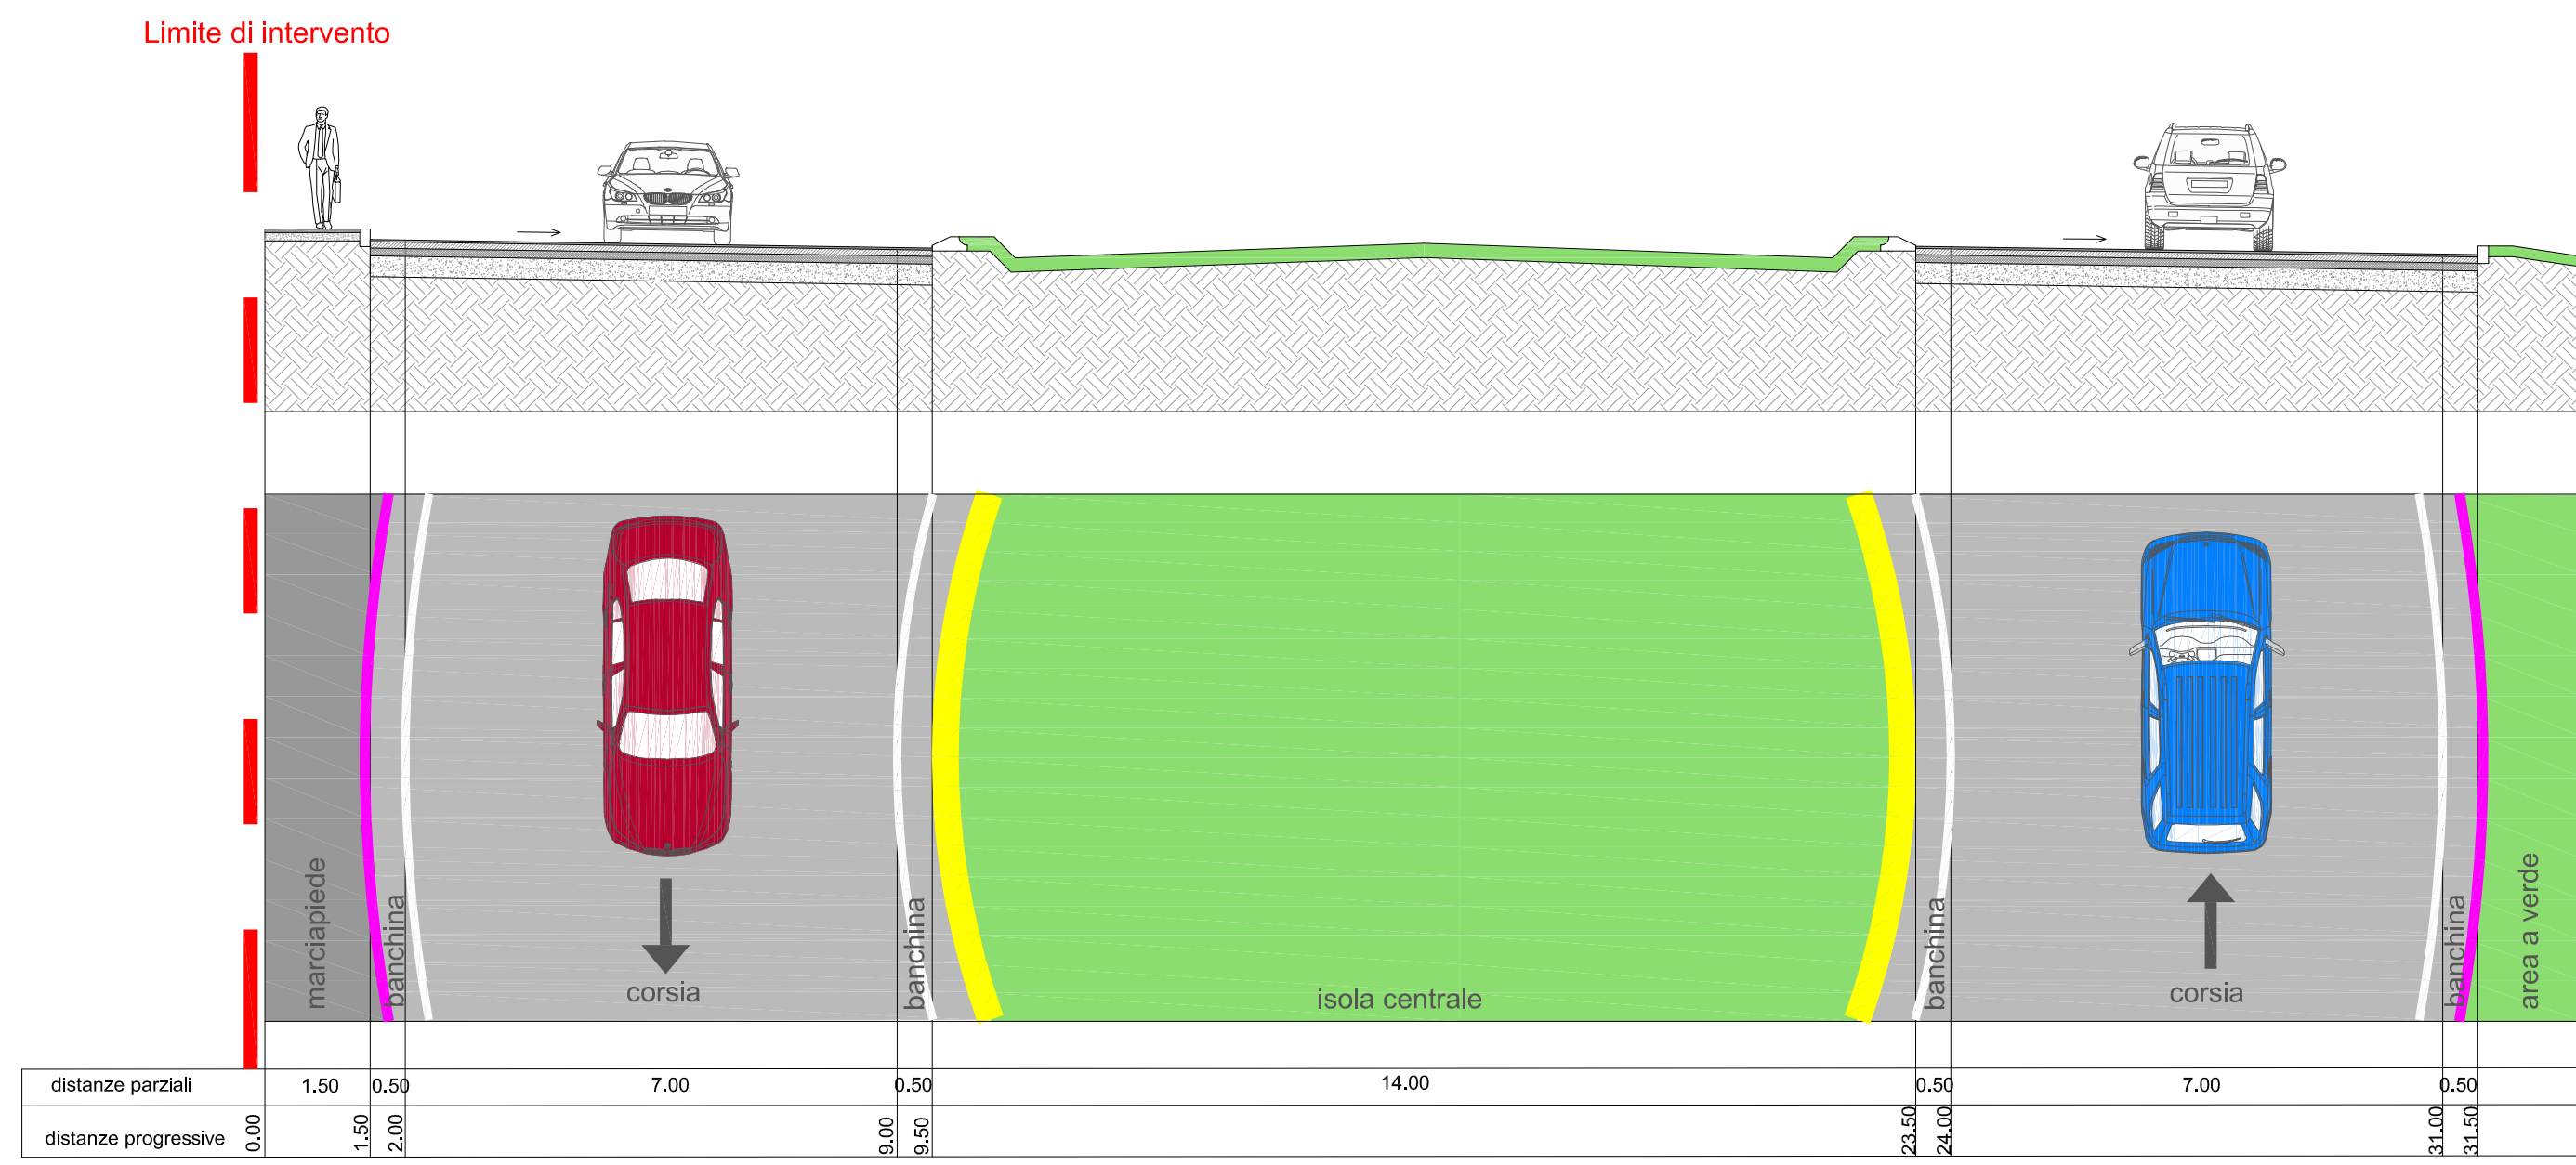 Limite di intervento
marciapiede
banchina
corsia
banchina
isola centrale
banchina
corsia
banchina
area a verde
distanze parziali 1.50 0.50 7.00 0.50 14.00 0.50 7.00 0.50
distanze progressive 0.00 1.50 2.00 9.00 9.50 23.50 24.00 31.00 31.50